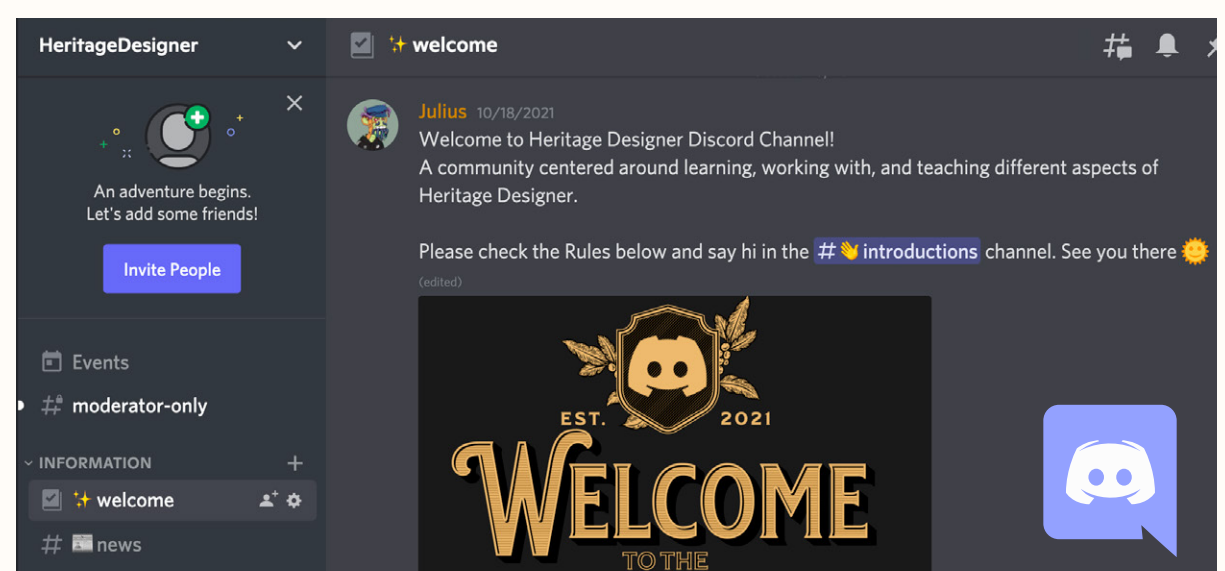 HeritageDesigner
An adventure begins.
Let's add some friends!
Invite People
Events
moderator-only
INFORMATION
✨ welcome
# 📰 news
✨ welcome
Julius 10/18/2021
Welcome to Heritage Designer Discord Channel!
A community centered around learning, working with, and teaching different aspects of
Heritage Designer.
Please check the Rules below and say hi in the # 👋 introductions channel. See you there 🌞
(edited)
EST. 2021
WELCOME
TO THE